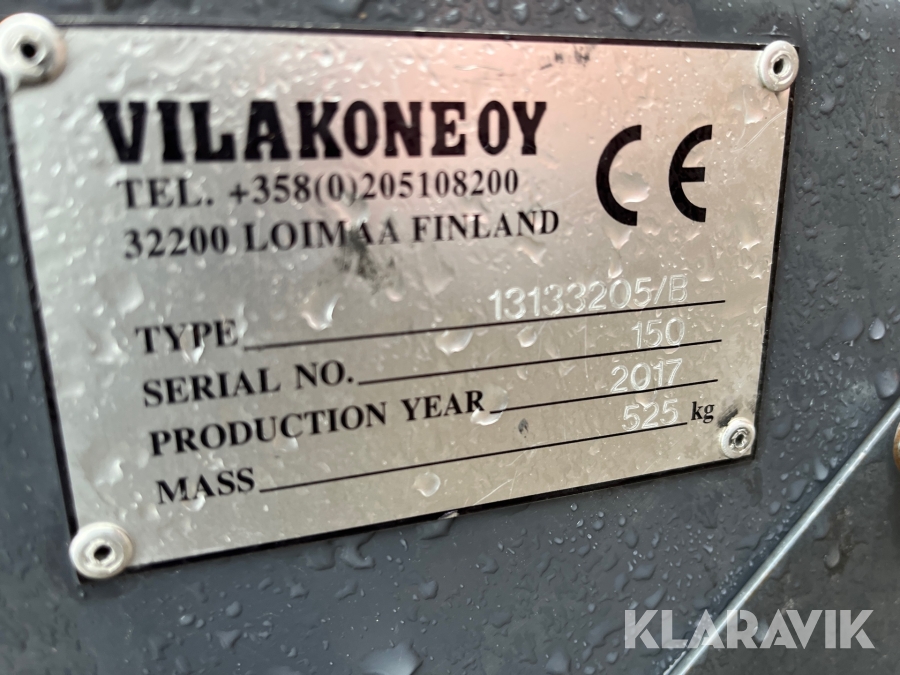 VILAKONE OY
TEL. +358(0)205108200
32200 LOIMAA FINLAND
CE
TYPE 13133205/B
SERIAL NO. 150
PRODUCTION YEAR 2017
MASS 525 kg
KLARAVIK